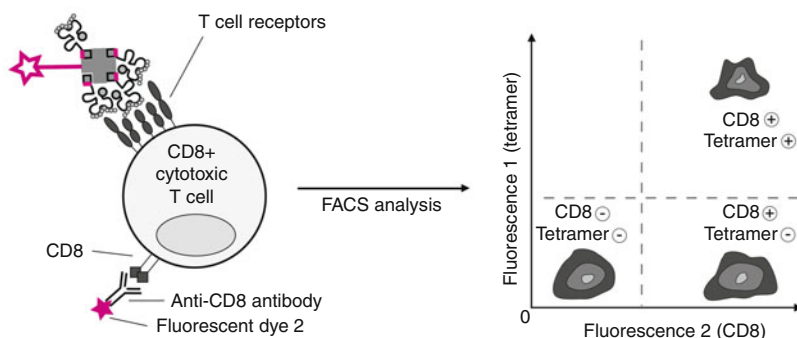 T cell receptors
CD8+
cytotoxic
T cell
CD8
Anti-CD8 antibody
Fluorescent dye 2
FACS analysis
Fluorescence 1 (tetramer)
CD8 +
Tetramer +
CD8 -
Tetramer -
CD8 +
Tetramer -
0
Fluorescence 2 (CD8)